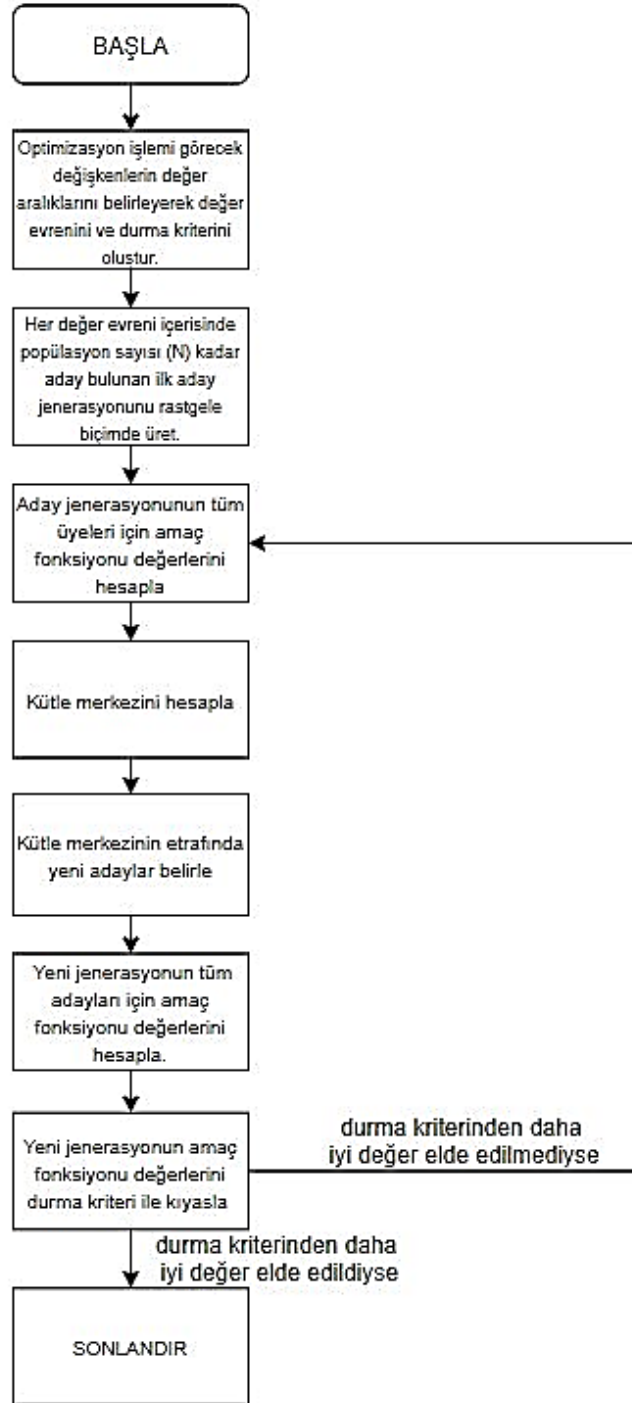 BAŞLA
Optimizasyon işlemi görecek
değişkenlerin değer
aralıklarını belirleyerek değer
evrenini ve durma kriterini
olustur.
Her değer evreni içerisinde
popülasyon sayısı (N) kadar
aday bulunan ilk aday
jenerasyonunu rastgele
biçimde üret.
Aday jenerasyonunun tüm
üyeleri için amaç
fonksiyonu değerlerini
hesapla
Kütle merkezini hesapla
Kütle merkezinin etrafında
yeni adaylar belirle
Yeni jenerasyonun tüm
adayları için amaç
fonksiyonu değerlerini
hesapla.
Yeni jenerasyonun amaç
fonksiyonu değerlerini
durma kriteri ile kıyasla
durma kriterinden daha
iyi değer elde edilmediyse
durma kriterinden daha
iyi değer elde edildiyse
SONLANDIR